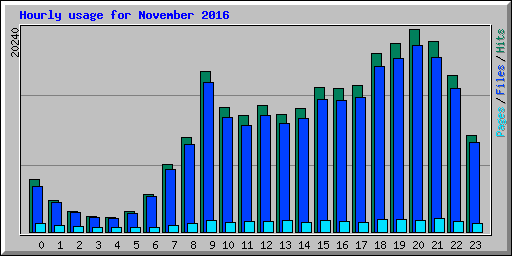 Hourly usage for November 2016
20240
Pages/Files/Hits
0 1 2 3 4 5 6 7 8 9 10 11 12 13 14 15 16 17 18 19 20 21 22 23